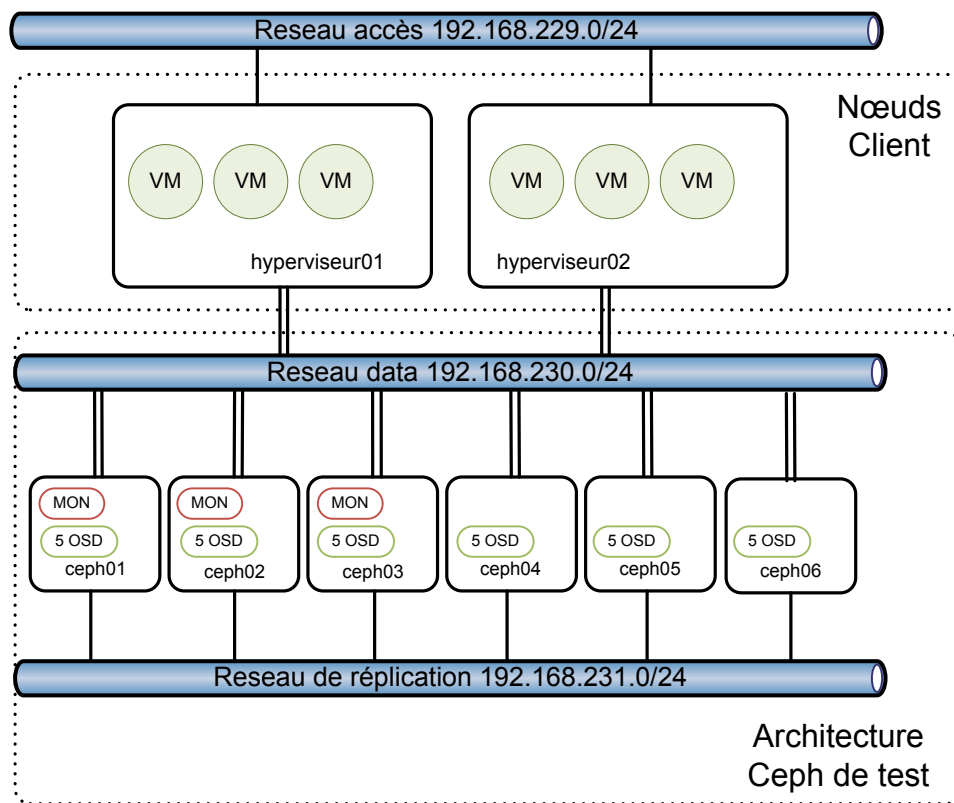 Reseau accès 192.168.229.0/24
Nœuds
Client
VM VM VM
VM VM VM
hyperviseur01
hyperviseur02
Reseau data 192.168.230.0/24
MON
5 OSD
ceph01
MON
5 OSD
ceph02
MON
5 OSD
ceph03
5 OSD
ceph04
5 OSD
ceph05
5 OSD
ceph06
Reseau de réplication 192.168.231.0/24
Architecture
Ceph de test